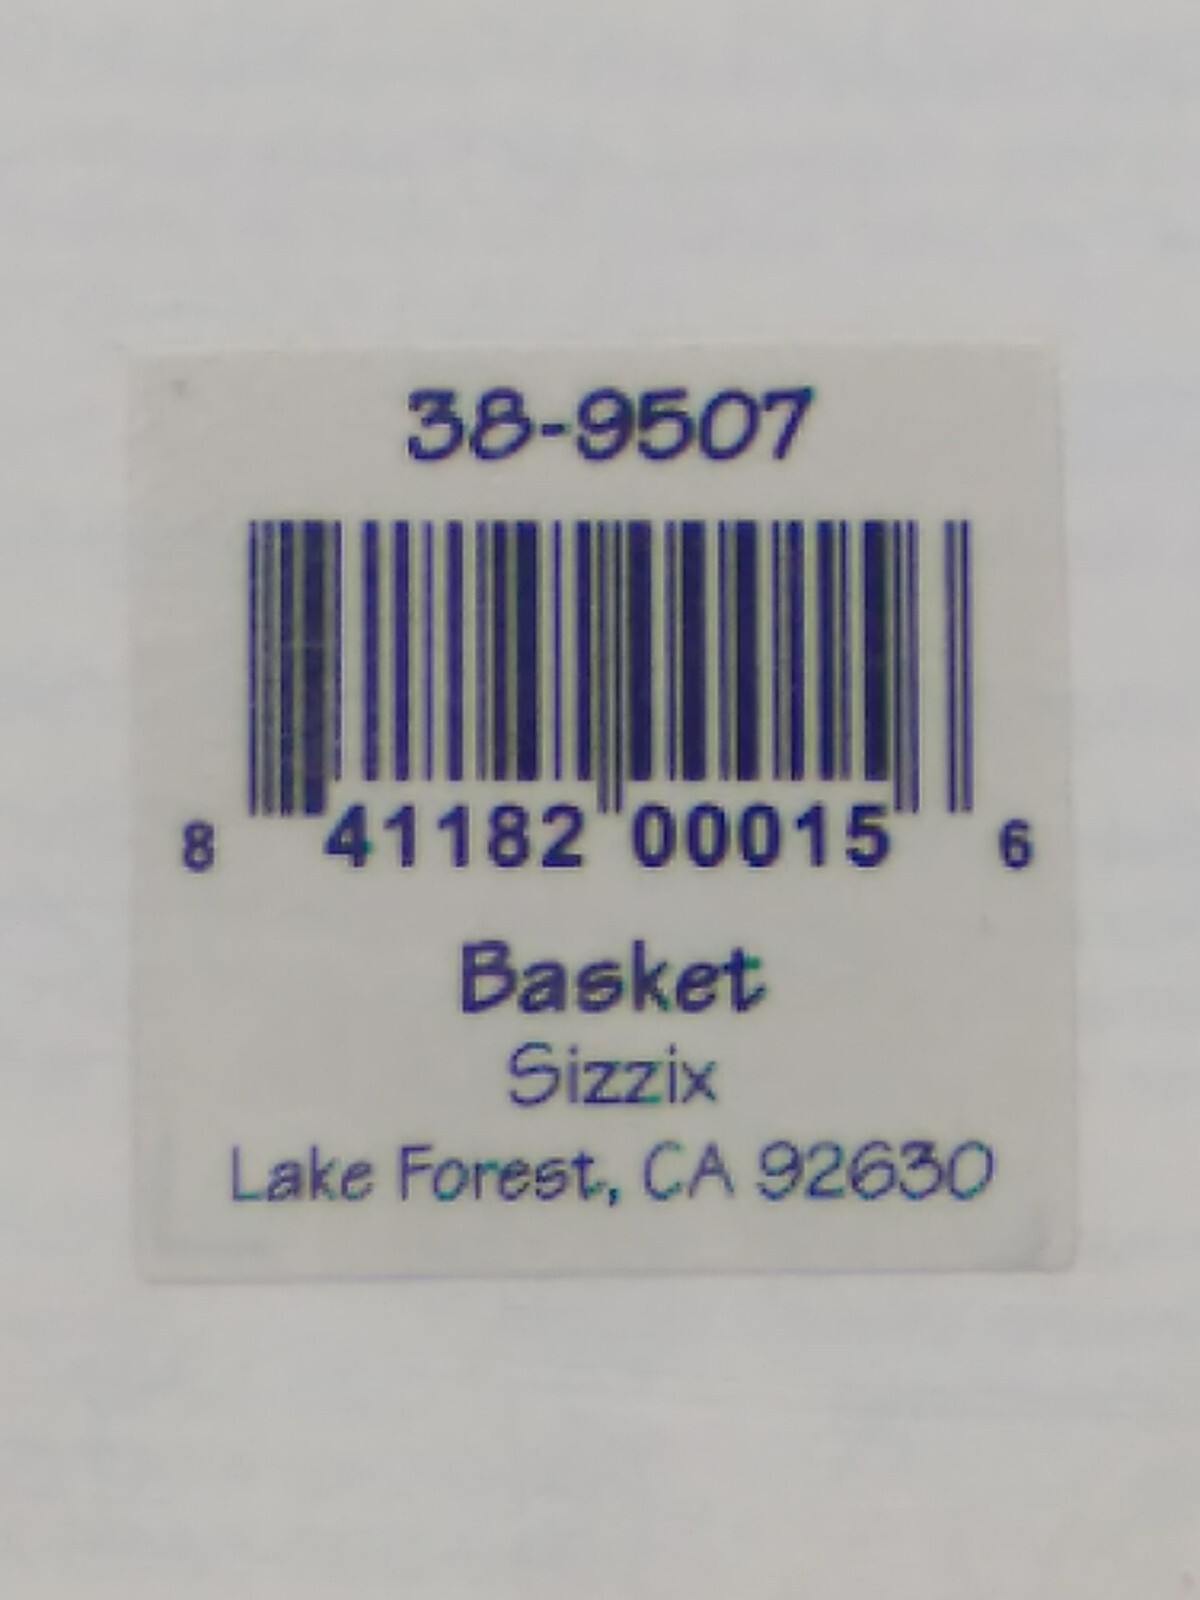 38-9507
8 41182 00015 6
Basket
Sizzix
Lake Forest, CA 92630